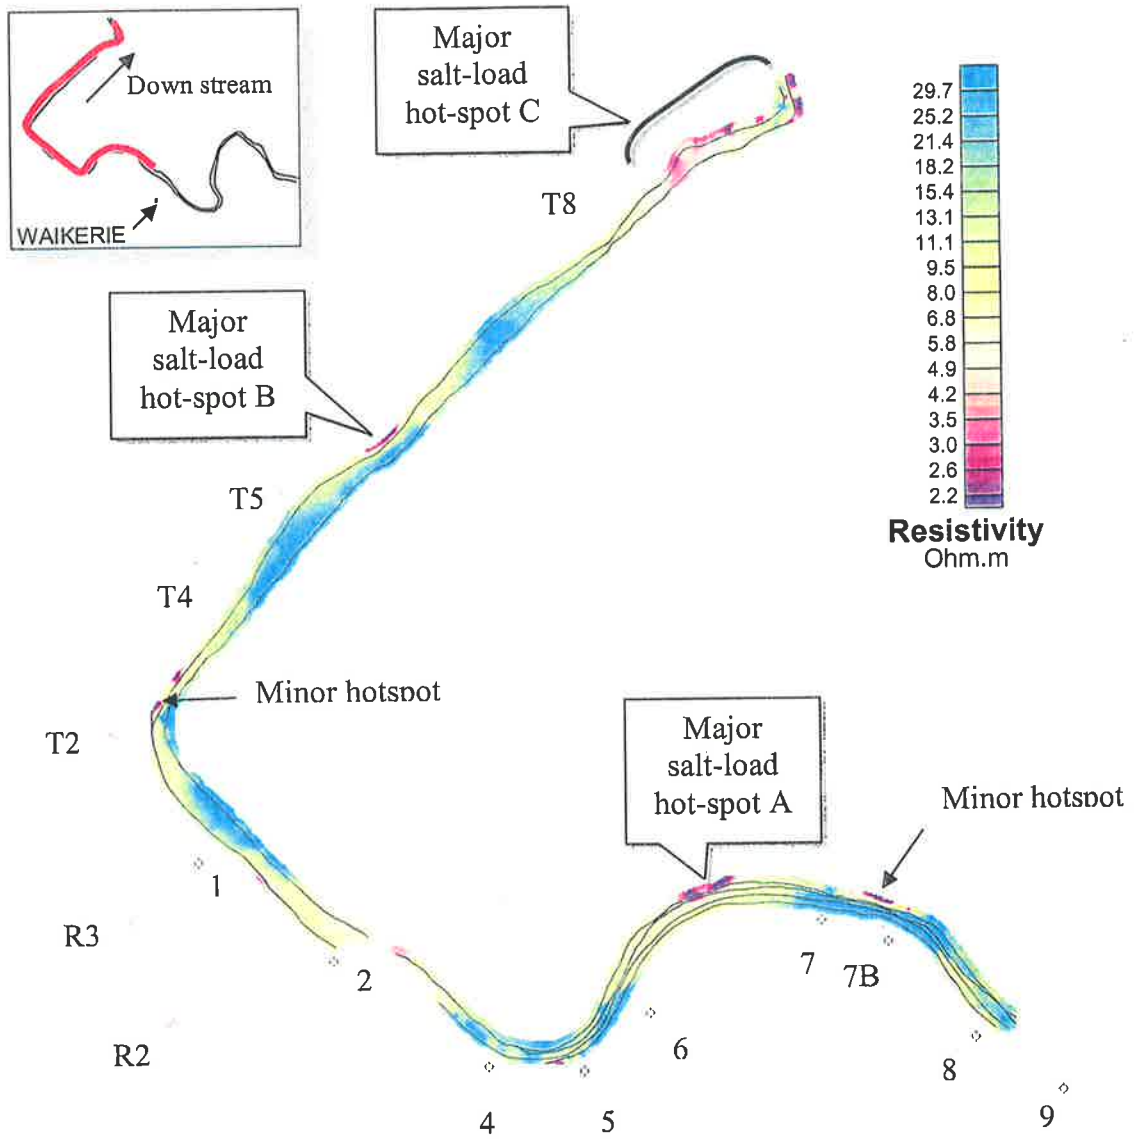 Down stream
WAIKERIE
Major
salt-load
hot-spot C
T8
29.7
25.2
21.4
18.2
15.4
13.1
11.1
9.5
8.0
6.8
5.8
4.9
4.2
3.5
3.0
2.6
2.2
Resistivity
Ohm.m
Major
salt-load
hot-spot B
T5
T4
Minor hotspot
T2
Major
salt-load
hot-spot A
Minor hotspot
1
R3
2
7
7B
R2
6
8
4
5
9